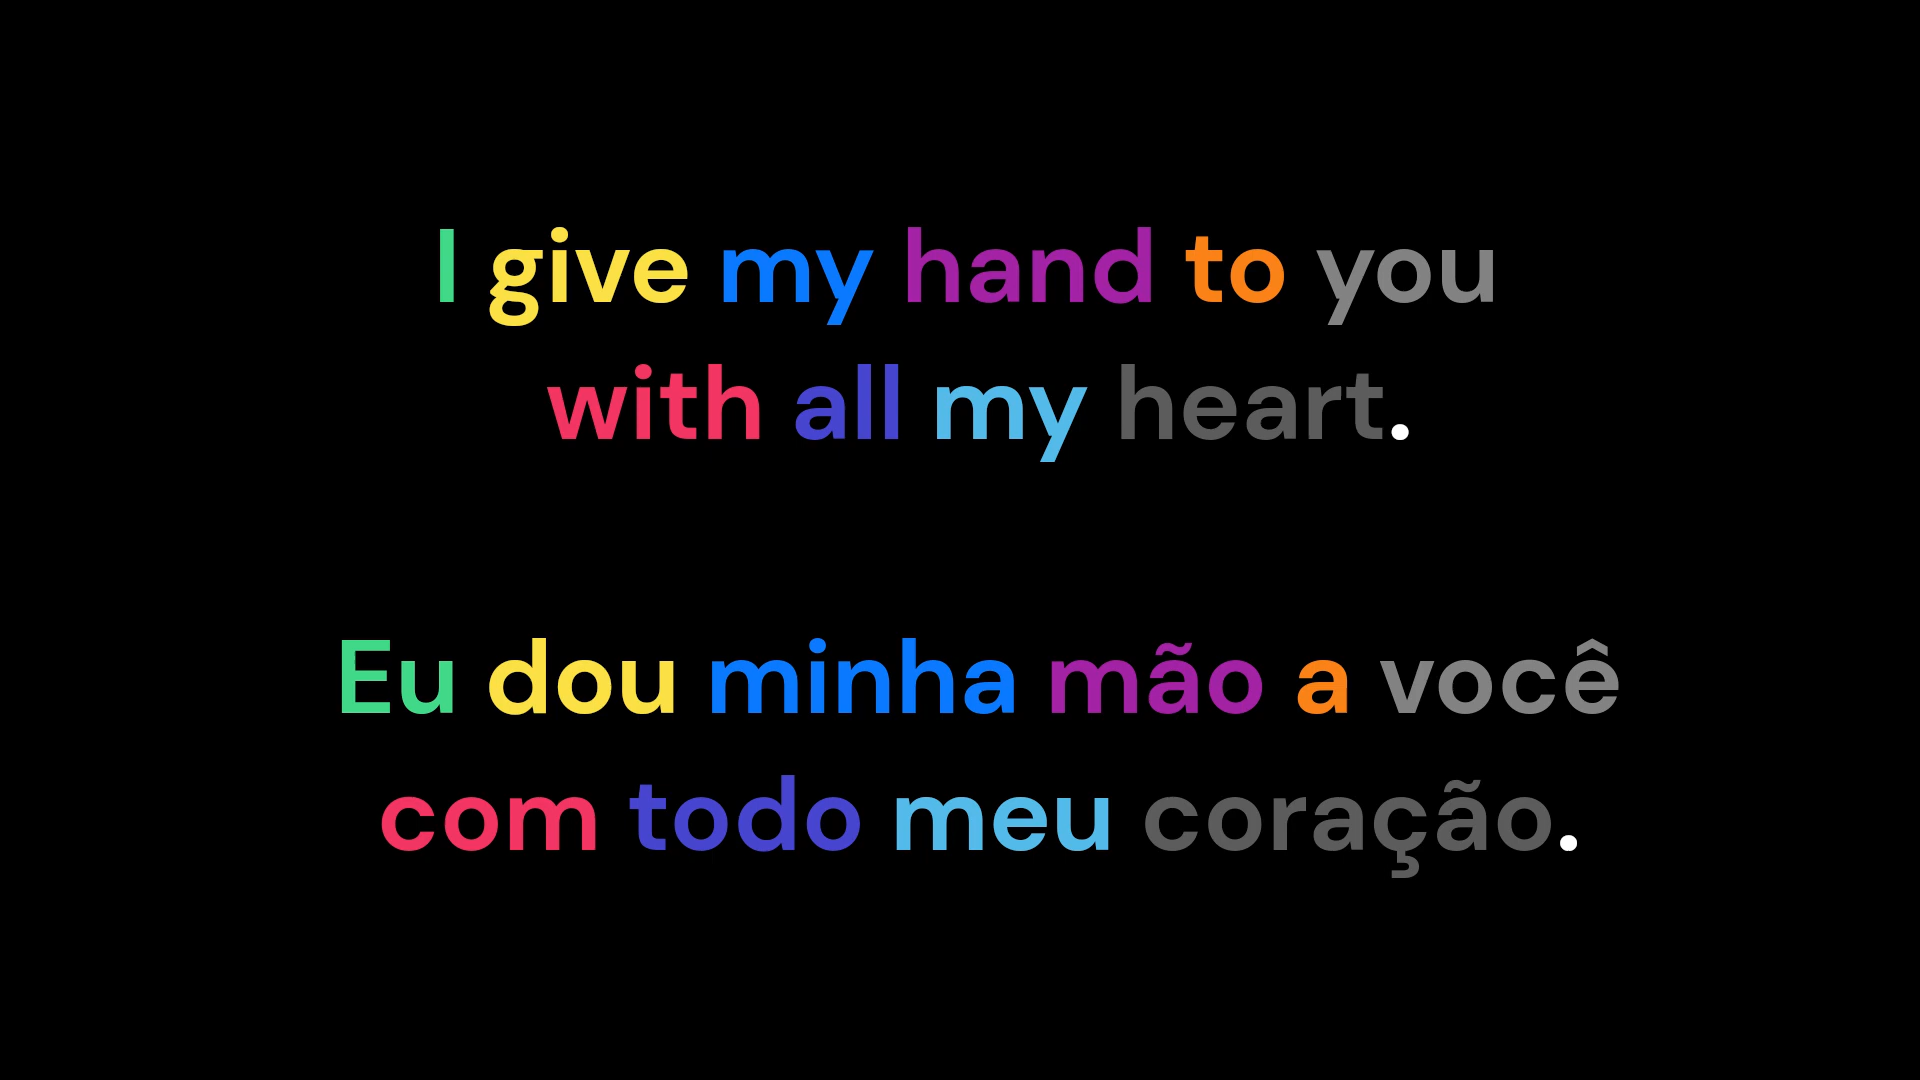 I give my hand to you
with all my heart.
Eu dou minha mão a você
com todo meu coração.